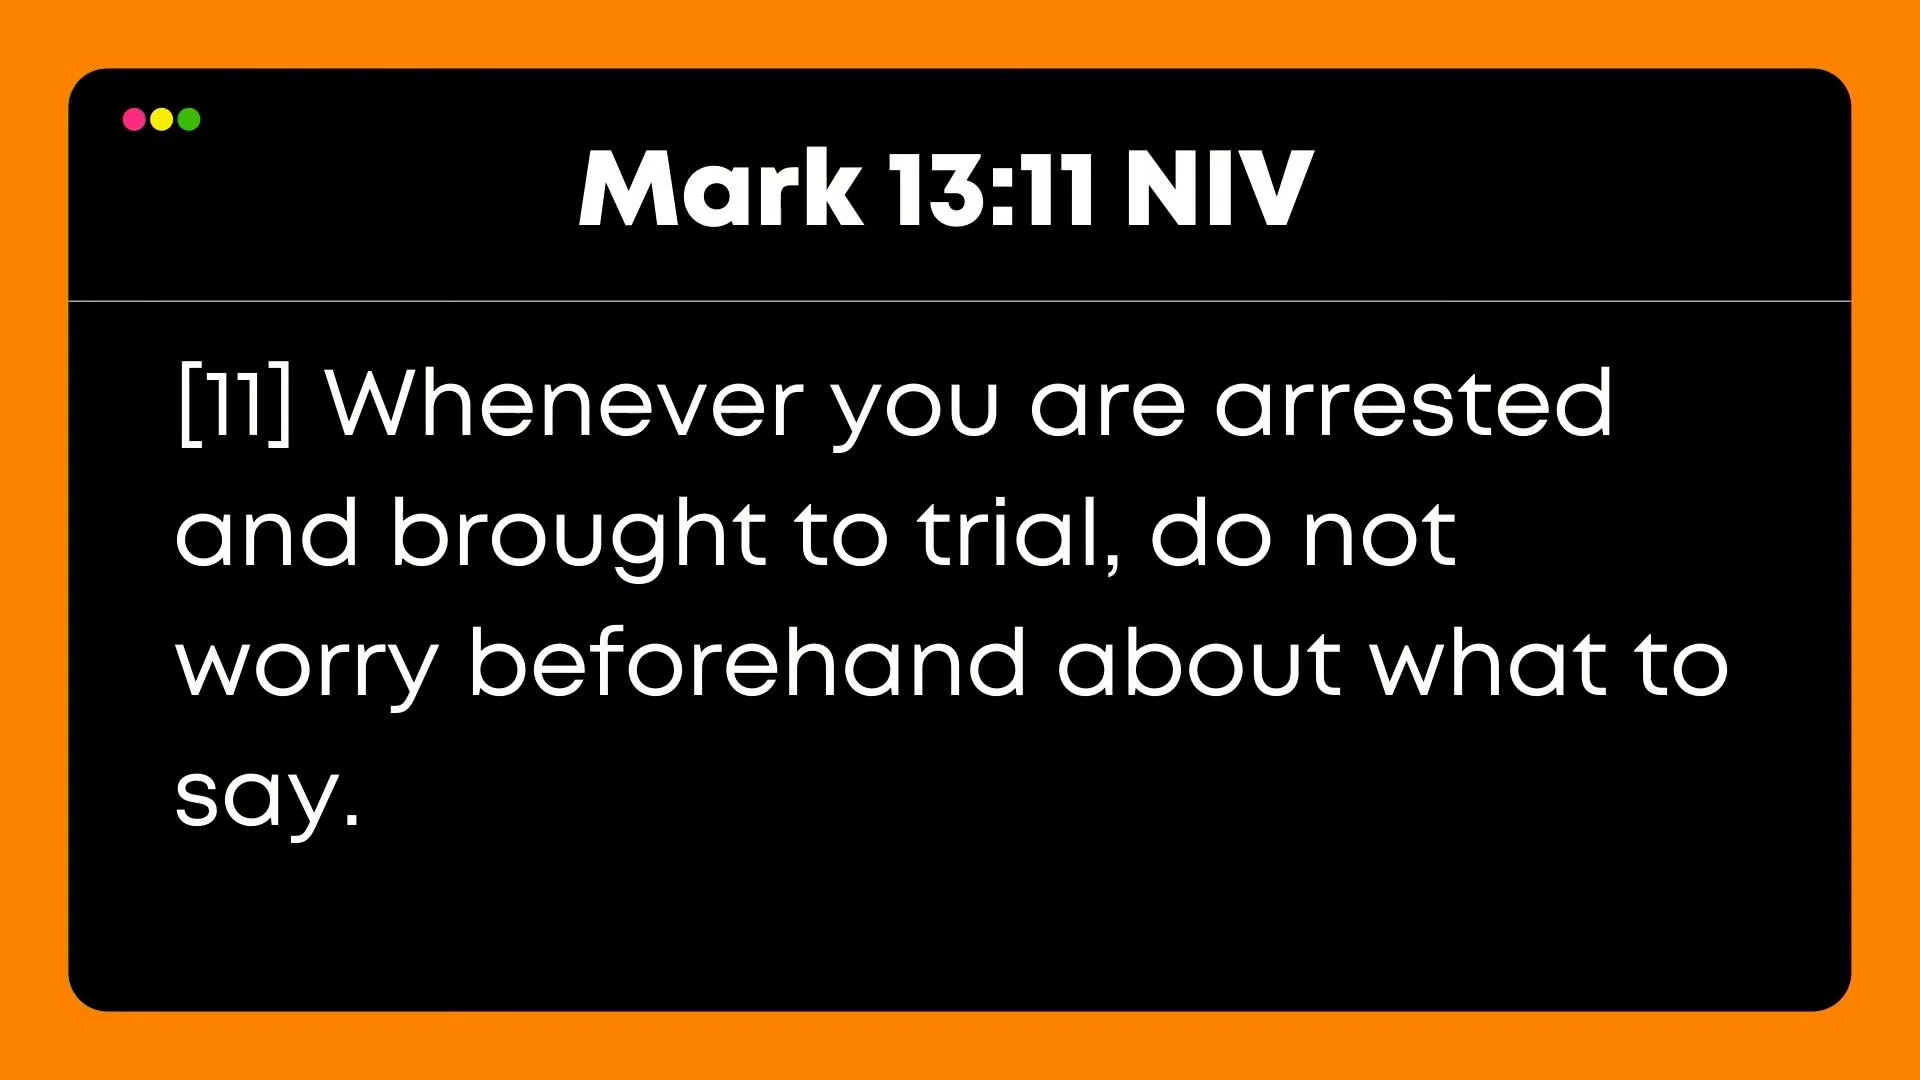 Mark 13:11 NIV
[11] Whenever you are arrested
and brought to trial, do not
worry beforehand about what to
say.